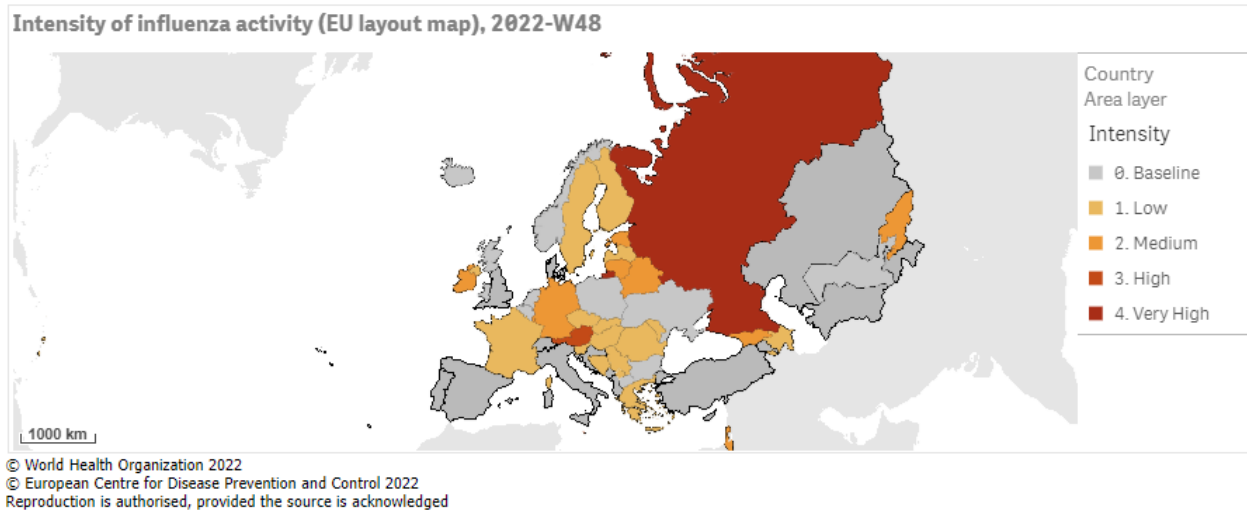 Intensity of influenza activity (EU layout map), 2022-W48
Country
Area layer
Intensity
0. Baseline
1. Low
2. Medium
3. High
4. Very High
1000 km
© World Health Organization 2022
© European Centre for Disease Prevention and Control 2022
Reproduction is authorised, provided the source is acknowledged